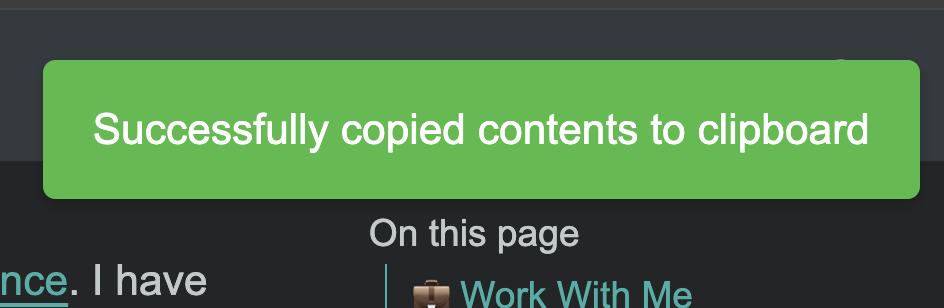 Successfully copied contents to clipboard
On this page
nce. I have
💼 Work With Me